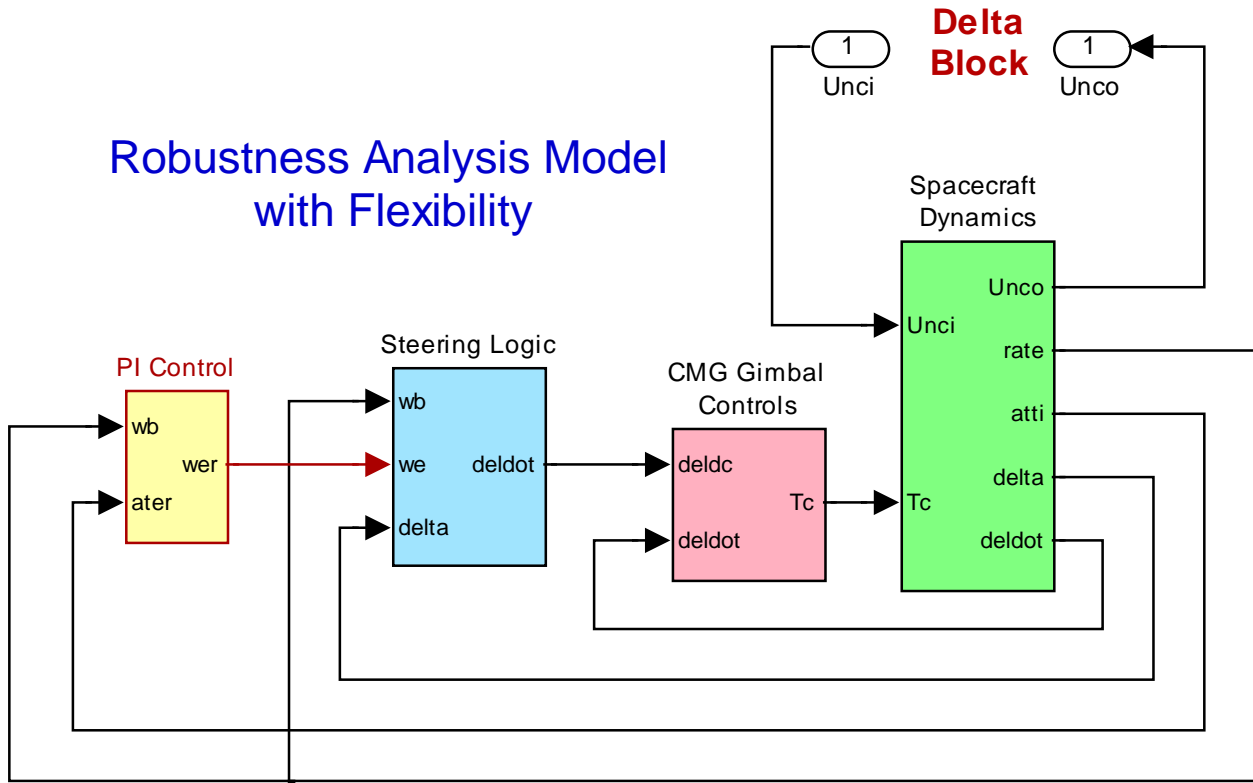 Delta
Block
1
Unci
1
Unco
Robustness Analysis Model
with Flexibility
Spacecraft
Dynamics
Unco
Unci
rate
atti
delta
Tc
deldot
PI Control
wb
wer
ater
Steering Logic
wb
we
deldot
delta
CMG Gimbal
Controls
deldc
Tc
deldot